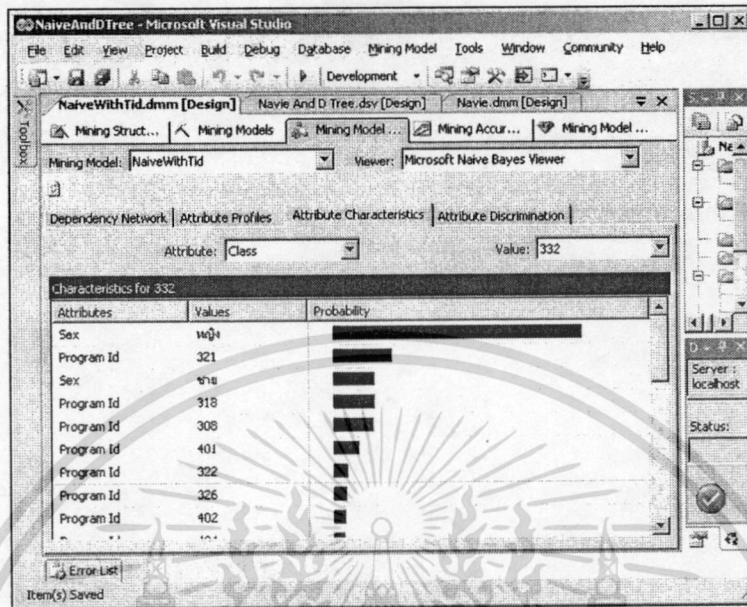 NaiveAndDTree - Microsoft Visual Studio
File Edit View Project Build Debug Database Mining Model Tools Window Community Help
Development
Toolbox
NaiveWithTid.dmm [Design] Navie And D Tree.dsv [Design] Navie.dmm [Design]
Mining Struct... Mining Models Mining Model ... Mining Accur... Mining Model ...
Mining Model: NaiveWithTid Viewer: Microsoft Naive Bayes Viewer
Dependency Network Attribute Profiles Attribute Characteristics Attribute Discrimination
Attribute: Class Value: 332
Characteristics for 332
Attributes Values Probability
Sex หญิง
Program Id 321
Sex ชาย
Program Id 318
Program Id 308
Program Id 401
Program Id 322
Program Id 326
Program Id 402
Server :
localhost
Status:
Error List
Item(s) Saved